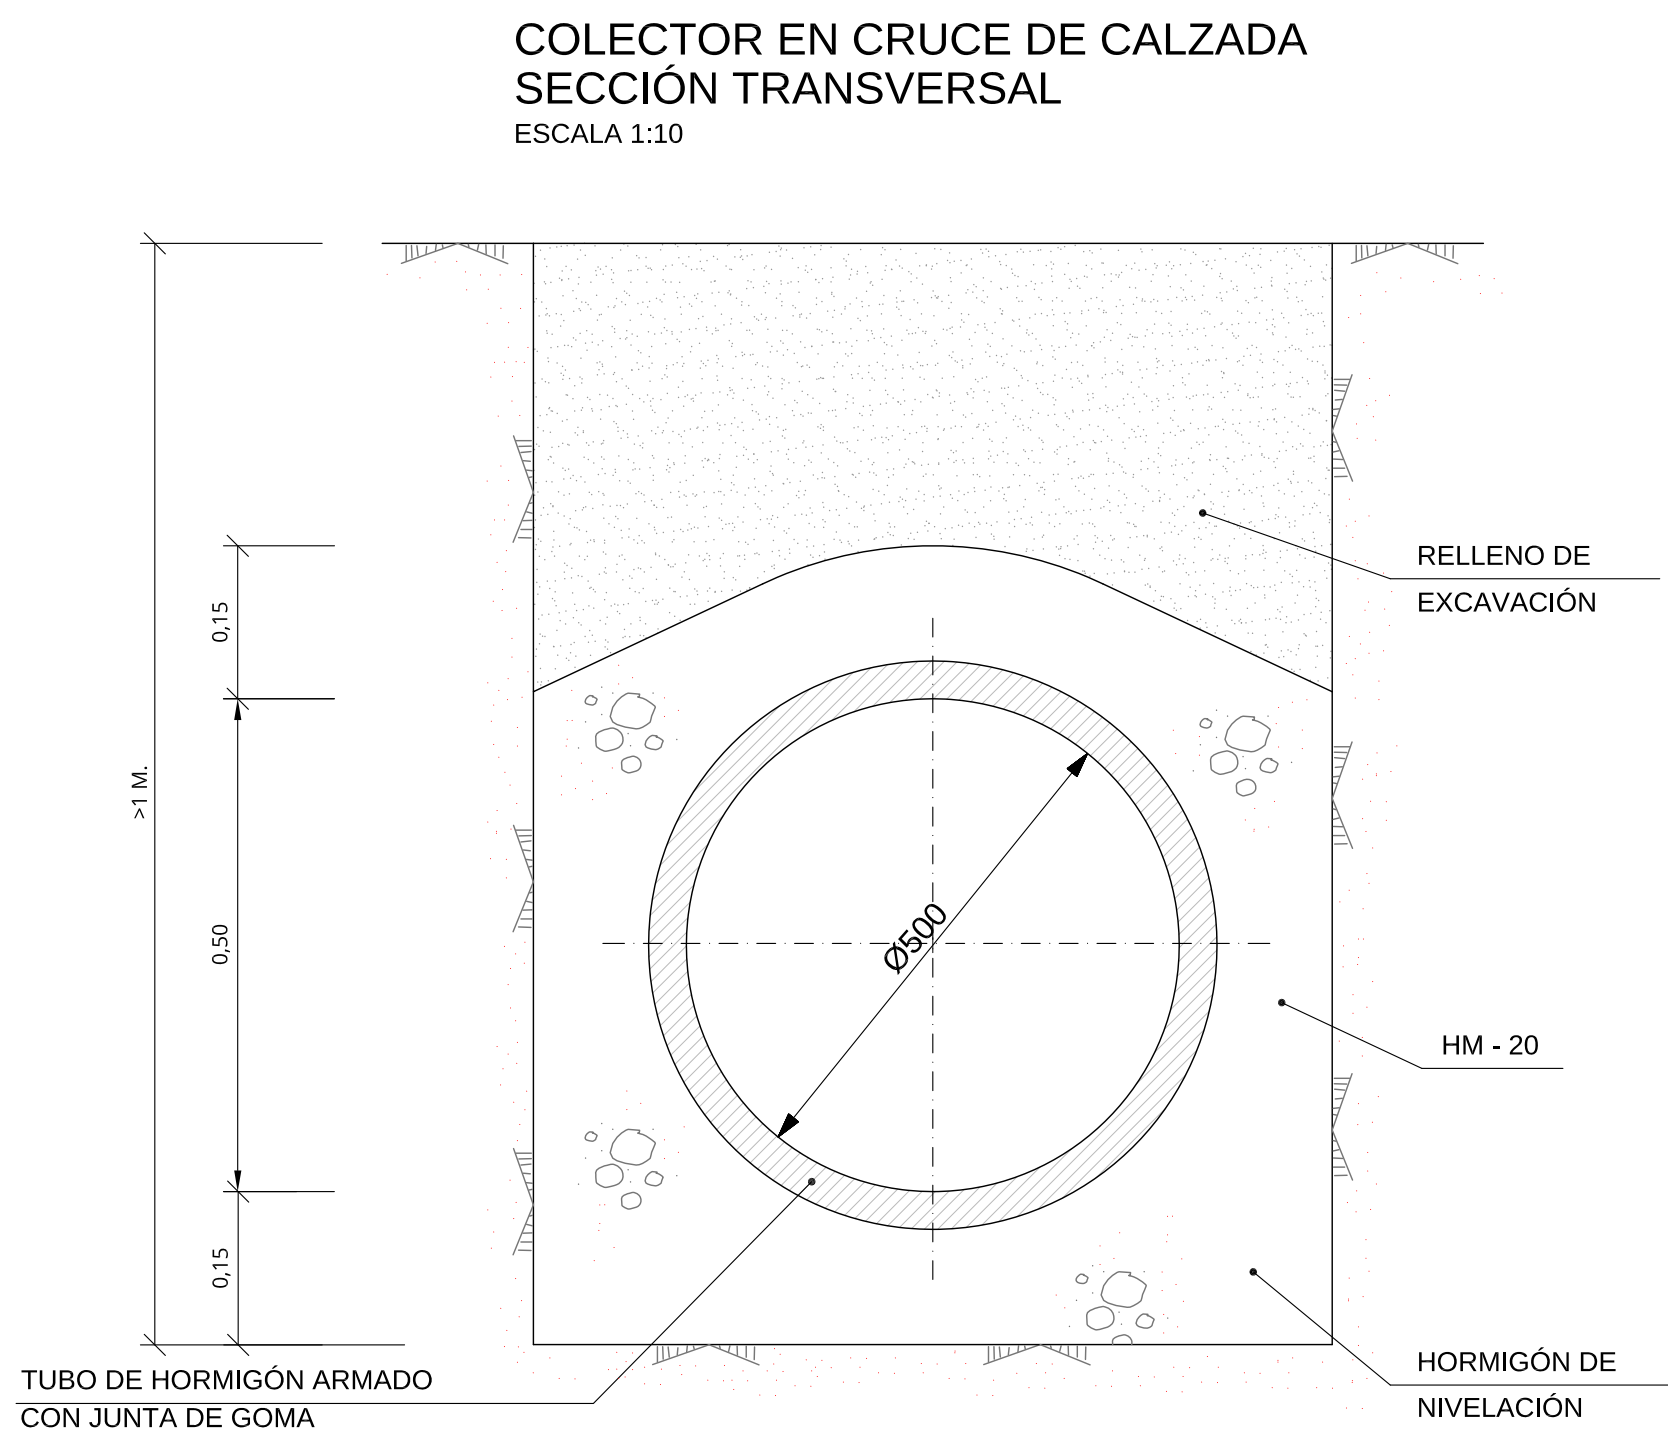 COLECTOR EN CRUCE DE CALZADA
SECCIÓN TRANSVERSAL
ESCALA 1:10
RELLENO DE
EXCAVACIÓN
0,15
>1 M.
0,50
Ø500
HM - 20
0,15
HORMIGÓN DE
NIVELACIÓN
TUBO DE HORMIGÓN ARMADO
CON JUNTA DE GOMA